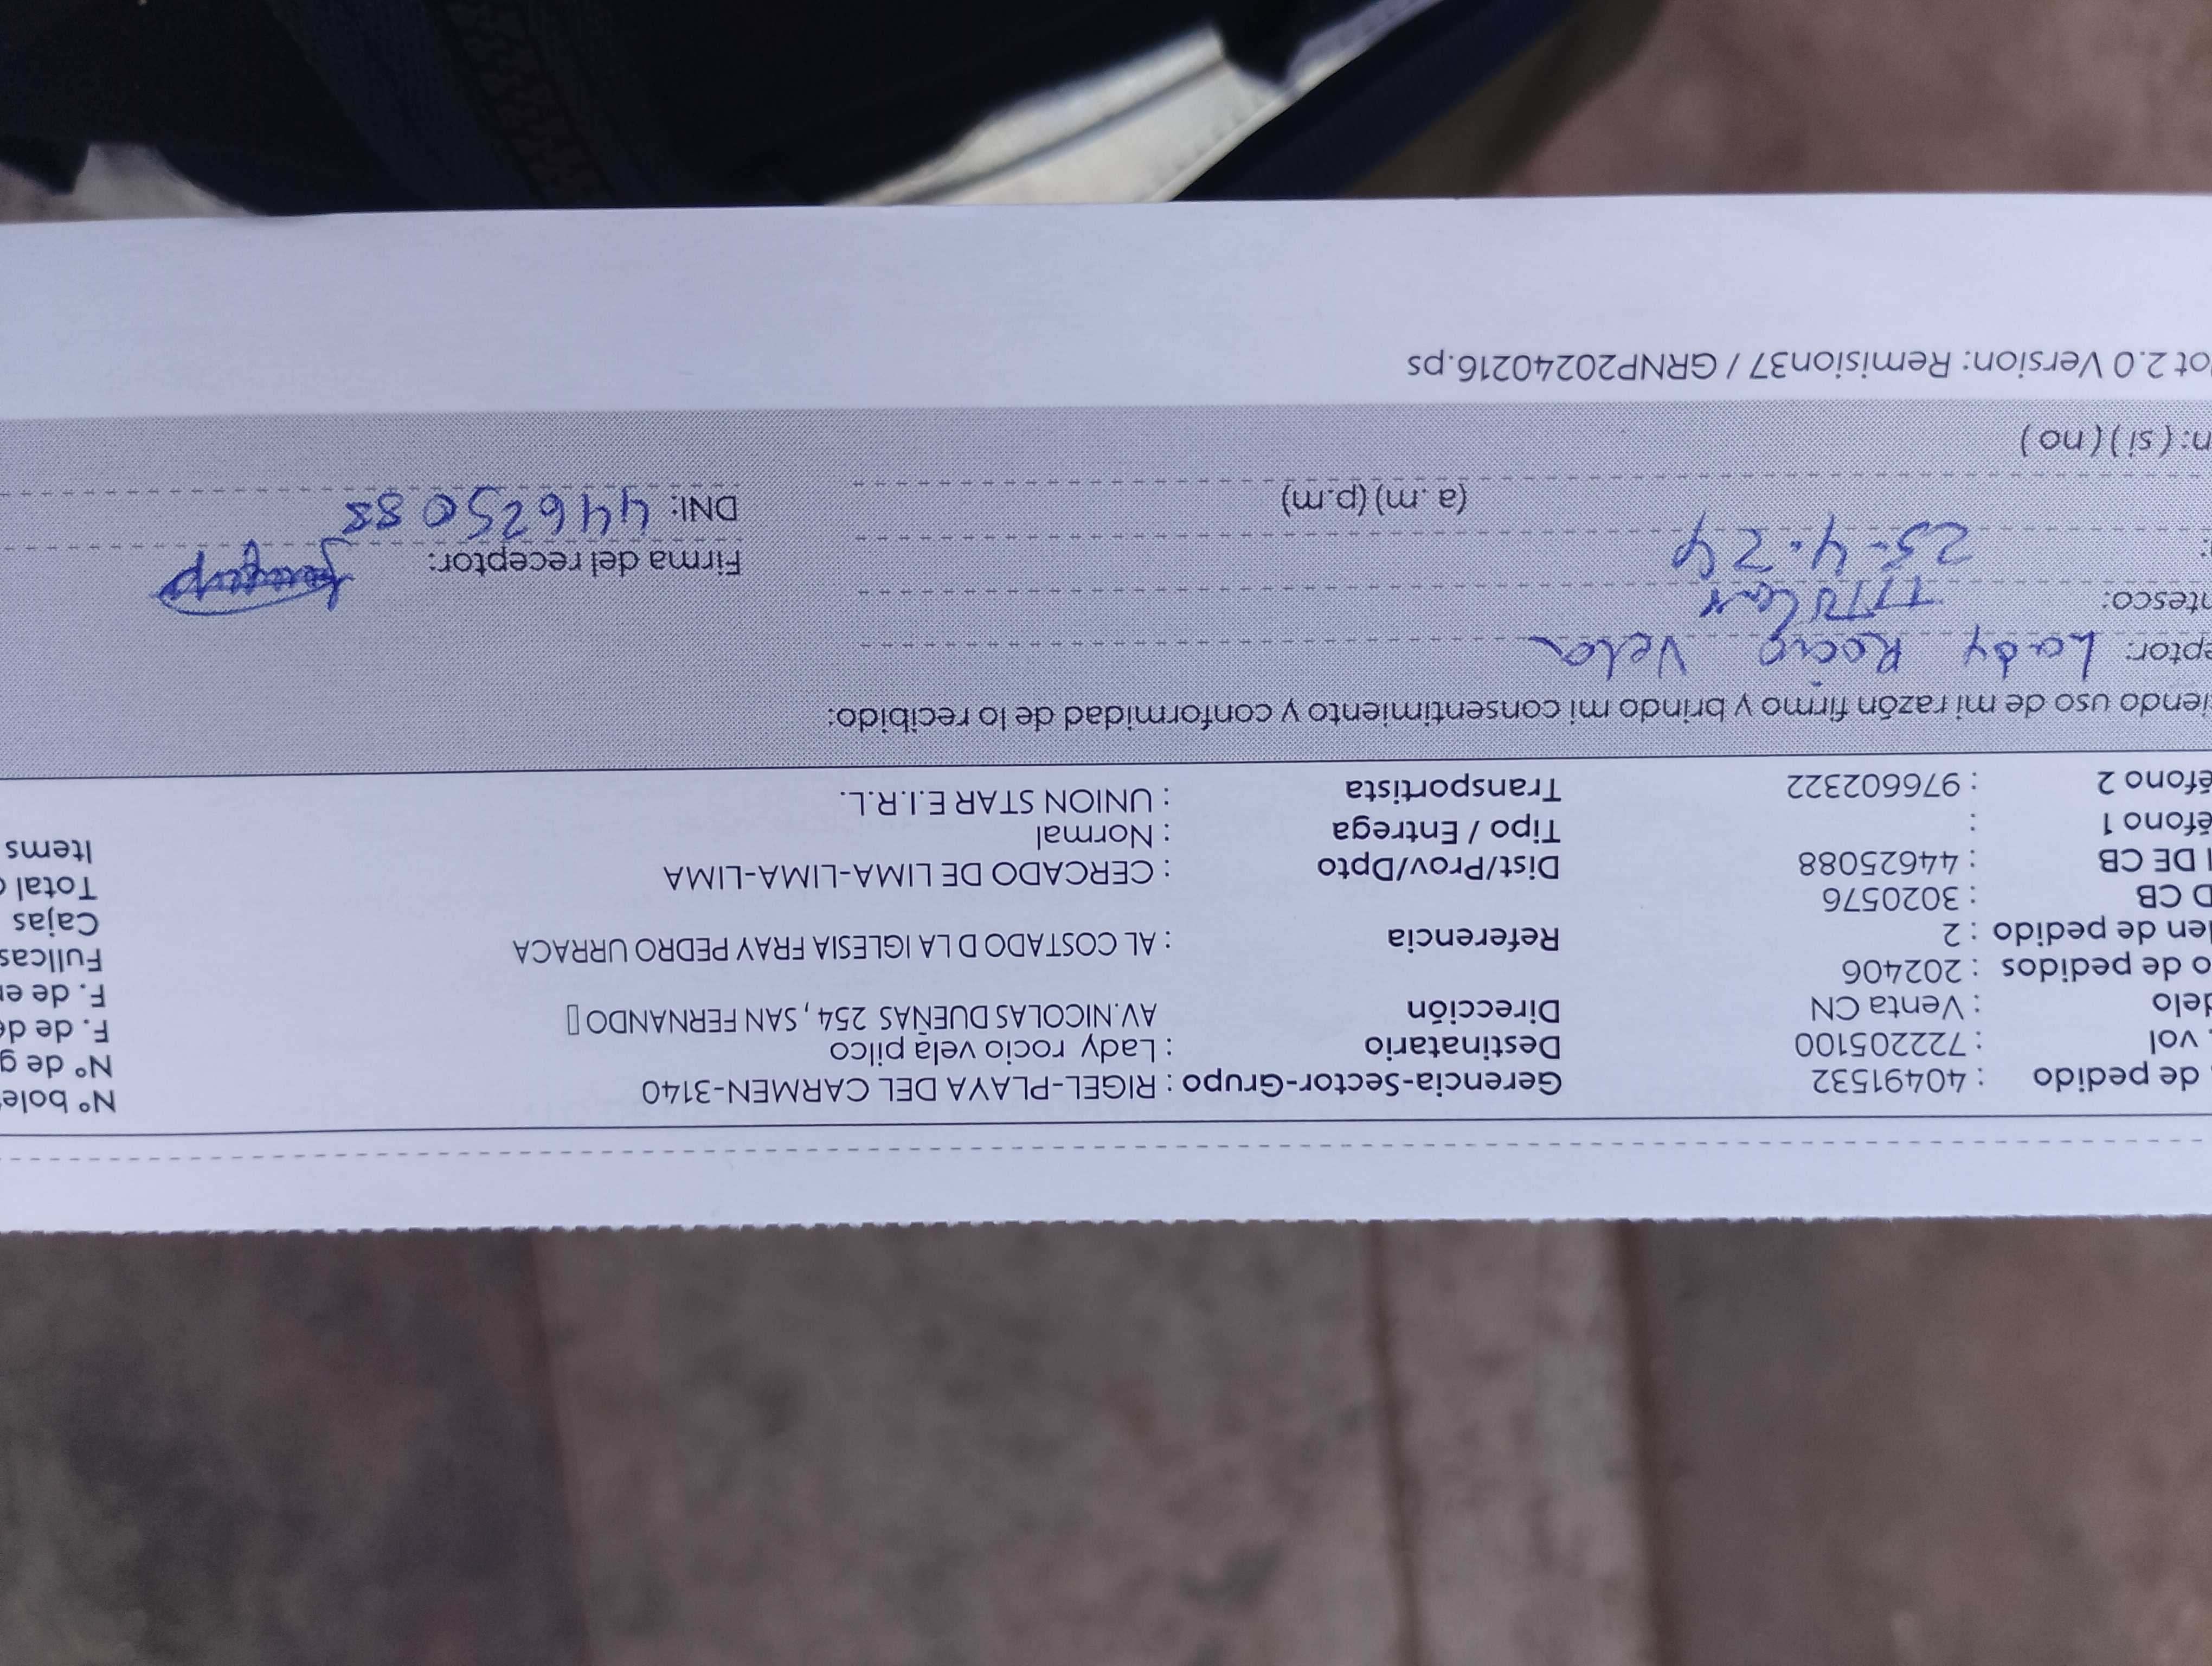 de pedido : 40491532 Gerencia-Sector-Grupo : RIGEL-PLAYA DEL CARMEN-3140 N° bole
. vol : 722205100 Destinatario : Lady rocio vela pilco N° de g
delo : Venta CN Dirección AV.NICOLAS DUEÑAS 254 , SAN FERNANDO F. de de
o de pedidos : 202406 F. de en
den de pedido : 2 Referencia : AL COSTADO D LA IGLESIA FRAY PEDRO URRACA Fullcas
D CB : 3020576 Cajas
I DE CB : 44625088 Dist/Prov/Dpto : CERCADO DE LIMA-LIMA-LIMA Total
éfono 1 : Tipo / Entrega : Normal Items
éfono 2 : 976602322 Transportista : UNION STAR E.I.R.L.
iendo uso de mi razón firmo y brindo mi consentimiento y conformidad de lo recibido:
eptor: Lady Rocio Vela
ntesco: TITULar Firma del receptor:
: 25-4-24
(a .m) (p.m) DNI: 44625088
n: ( si ) ( no )
ot 2.0 Version: Remision37 / GRNP20240216.ps